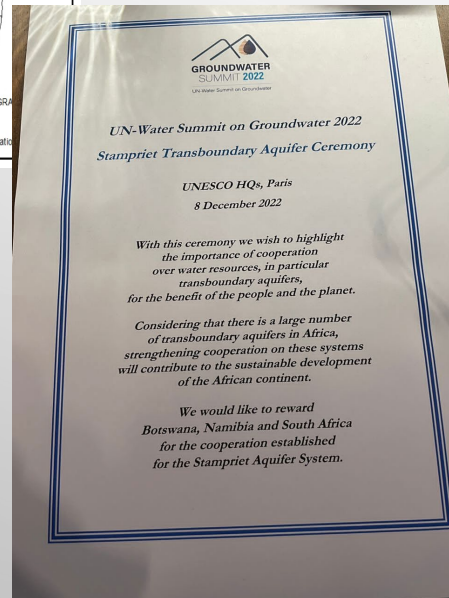 GRA
atio
GROUNDWATER
SUMMIT 2022
UN-Water Summit on Groundwater
UN-Water Summit on Groundwater 2022
Stampriet Transboundary Aquifer Ceremony
UNESCO HQs, Paris
8 December 2022
With this ceremony we wish to highlight
the importance of cooperation
over water resources, in particular
transboundary aquifers,
for the benefit of the people and the planet.
Considering that there is a large number
of transboundary aquifers in Africa,
strengthening cooperation on these systems
will contribute to the sustainable development
of the African continent.
We would like to reward
Botswana, Namibia and South Africa
for the cooperation established
for the Stampriet Aquifer System.